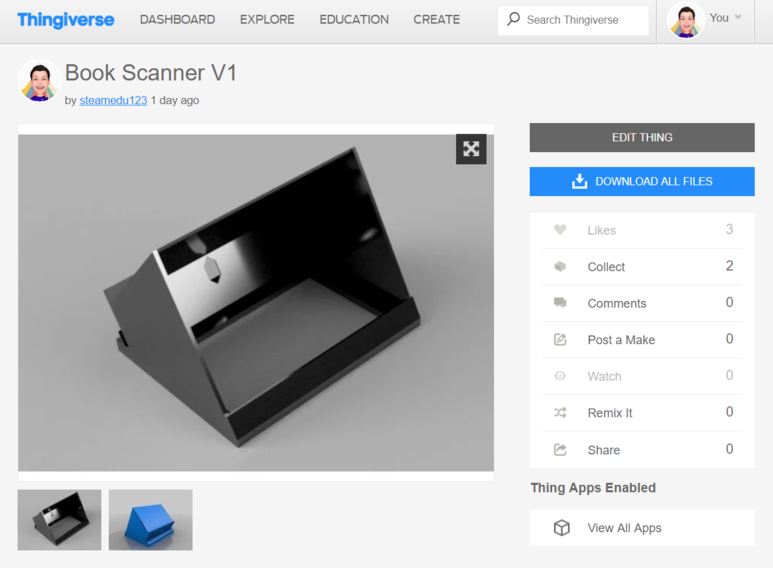 Thingiverse DASHBOARD EXPLORE EDUCATION CREATE Search Thingiverse You
Book Scanner V1
by steamedu123 1 day ago
EDIT THING
DOWNLOAD ALL FILES
Likes 3
Collect 2
Comments 0
Post a Make 0
Watch 0
Remix It 0
Share 0
Thing Apps Enabled
View All Apps